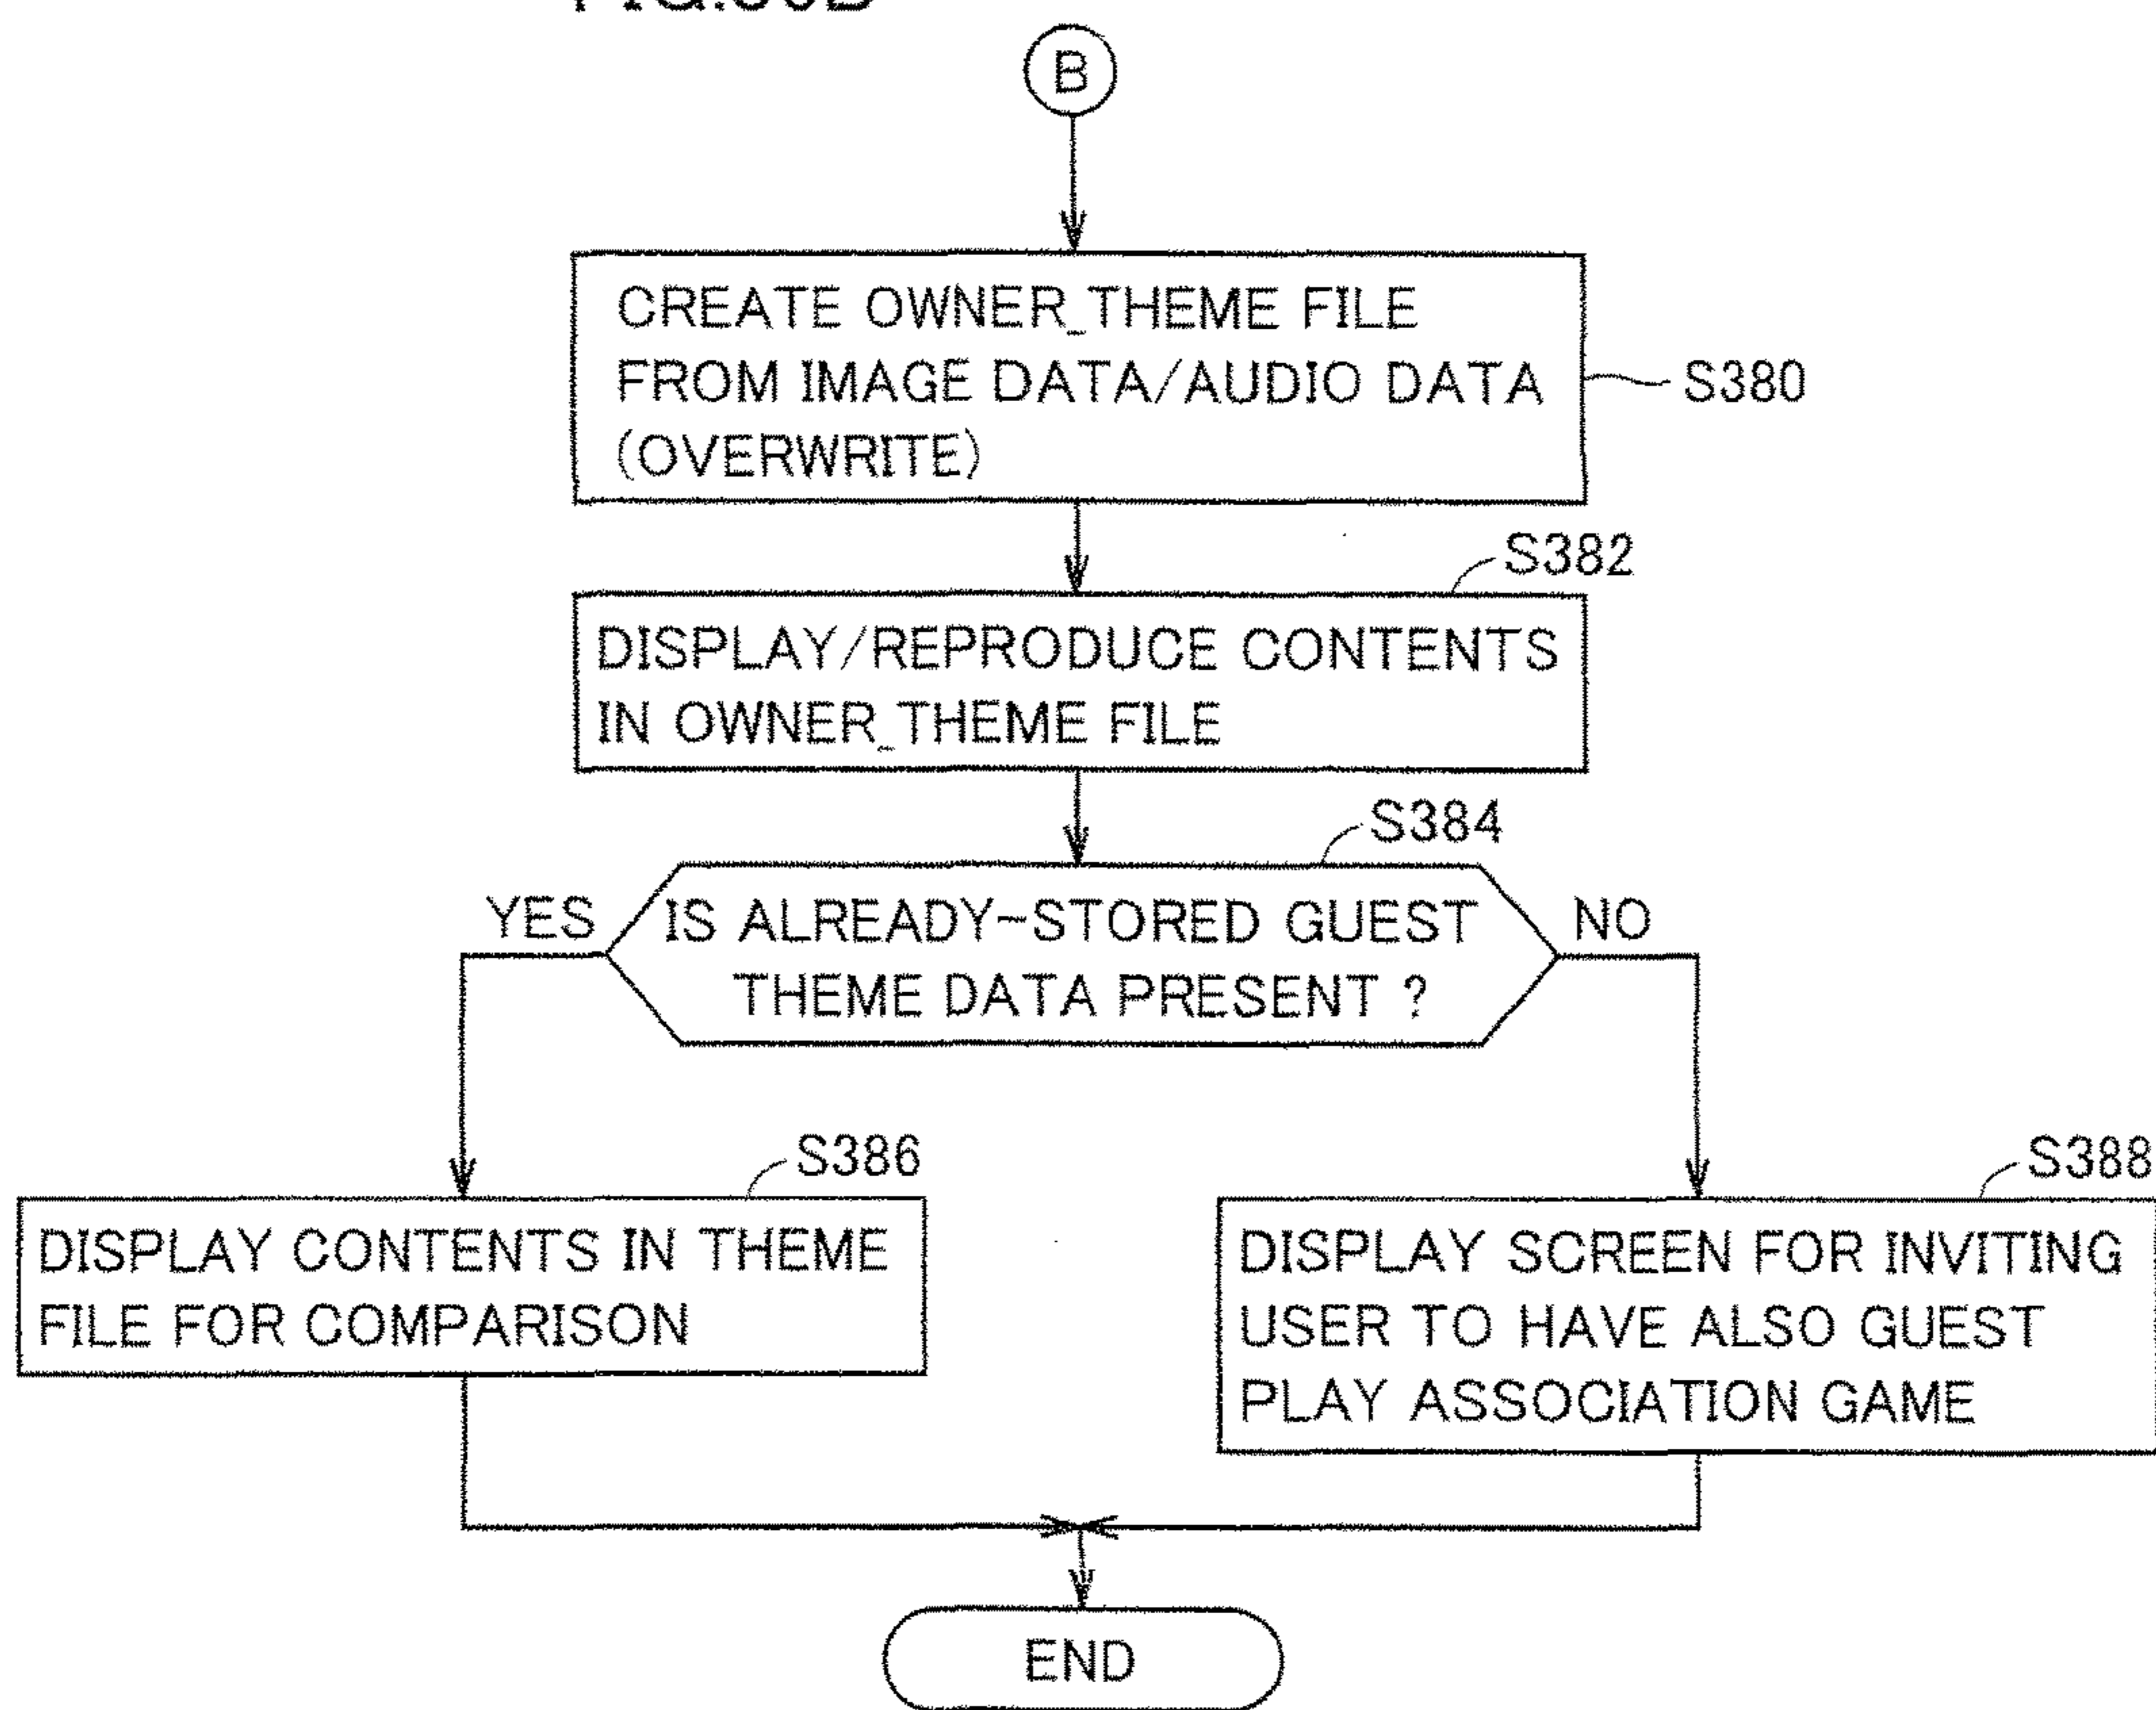 B
CREATE OWNER_THEME FILE
FROM IMAGE DATA/AUDIO DATA
(OVERWRITE)
S380
S382
DISPLAY/REPRODUCE CONTENTS
IN OWNER_THEME FILE
S384
YES
IS ALREADY-STORED GUEST
THEME DATA PRESENT ?
NO
S386
DISPLAY CONTENTS IN THEME
FILE FOR COMPARISON
S388
DISPLAY SCREEN FOR INVITING
USER TO HAVE ALSO GUEST
PLAY ASSOCIATION GAME
END